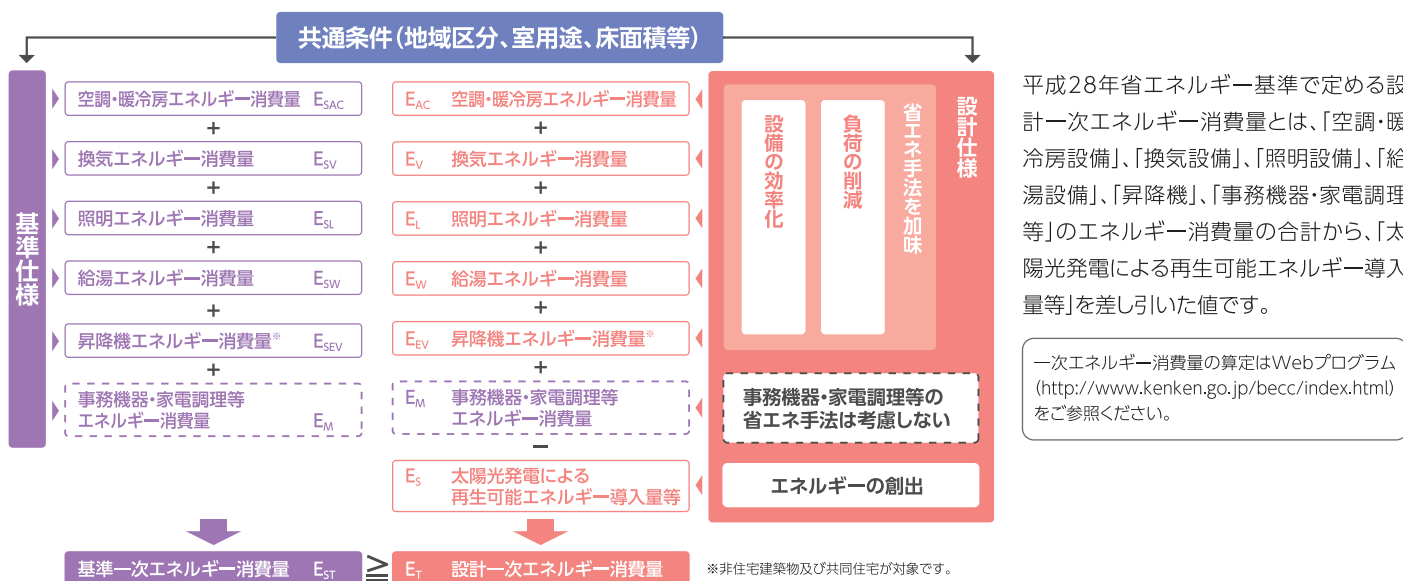 共通条件(地域区分、室用途、床面積等)
基準仕様
空調・暖冷房エネルギー消費量 ESAC
+
換気エネルギー消費量 ESV
+
照明エネルギー消費量 ESL
+
給湯エネルギー消費量 ESW
+
昇降機エネルギー消費量※ ESEV
+
事務機器・家電調理等
エネルギー消費量 EM
基準一次エネルギー消費量 EST
≧
EAC 空調・暖冷房エネルギー消費量
+
EV 換気エネルギー消費量
+
EL 照明エネルギー消費量
+
EW 給湯エネルギー消費量
+
EEV 昇降機エネルギー消費量※
+
EM 事務機器・家電調理等
エネルギー消費量
−
ES 太陽光発電による
再生可能エネルギー導入量等
ET 設計一次エネルギー消費量
設計仕様
省エネ手法を加味
負荷の削減
設備の効率化
事務機器・家電調理等の
省エネ手法は考慮しない
エネルギーの創出
※非住宅建築物及び共同住宅が対象です。
平成28年省エネルギー基準で定める設
計一次エネルギー消費量とは、「空調・暖
冷房設備」、「換気設備」、「照明設備」、「給
湯設備」、「昇降機」、「事務機器・家電調理
等」のエネルギー消費量の合計から、「太
陽光発電による再生可能エネルギー導入
量等」を差し引いた値です。
一次エネルギー消費量の算定はWebプログラム
(http://www.kenken.go.jp/becc/index.html)
をご参照ください。